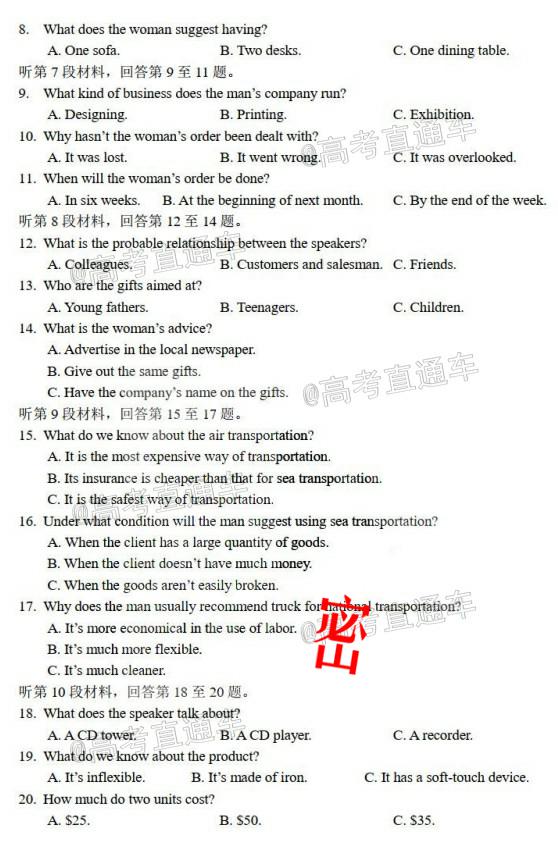 8. What does the woman suggest having?
A. One sofa. B. Two desks. C. One dining table.
听第 7 段材料，回答第 9 至 11 题。
9. What kind of business does the man's company run?
A. Designing. B. Printing. C. Exhibition.
10. Why hasn't the woman's order been dealt with?
A. It was lost. B. It went wrong. C. It was overlooked.
11. When will the woman's order be done?
A. In six weeks. B. At the beginning of next month. C. By the end of the week.
听第 8 段材料，回答第 12 至 14 题。
12. What is the probable relationship between the speakers?
A. Colleagues. B. Customers and salesman. C. Friends.
13. Who are the gifts aimed at?
A. Young fathers. B. Teenagers. C. Children.
14. What is the woman's advice?
A. Advertise in the local newspaper.
B. Give out the same gifts.
C. Have the company's name on the gifts.
听第 9 段材料，回答第 15 至 17 题。
15. What do we know about the air transportation?
A. It is the most expensive way of transportation.
B. Its insurance is cheaper than that for sea transportation.
C. It is the safest way of transportation.
16. Under what condition will the man suggest using sea transportation?
A. When the client has a large quantity of goods.
B. When the client doesn't have much money.
C. When the goods aren't easily broken.
17. Why does the man usually recommend truck for national transportation?
A. It's more economical in the use of labor.
B. It's much more flexible.
C. It's much cleaner.
听第 10 段材料，回答第 18 至 20 题。
18. What does the speaker talk about?
A. A CD tower. B. A CD player. C. A recorder.
19. What do we know about the product?
A. It's inflexible. B. It's made of iron. C. It has a soft-touch device.
20. How much do two units cost?
A. $25. B. $50. C. $35.
@高考直通车
@高考直通车
@高考直通车
@高考直通车
@高考直通车
@高考直通车
密